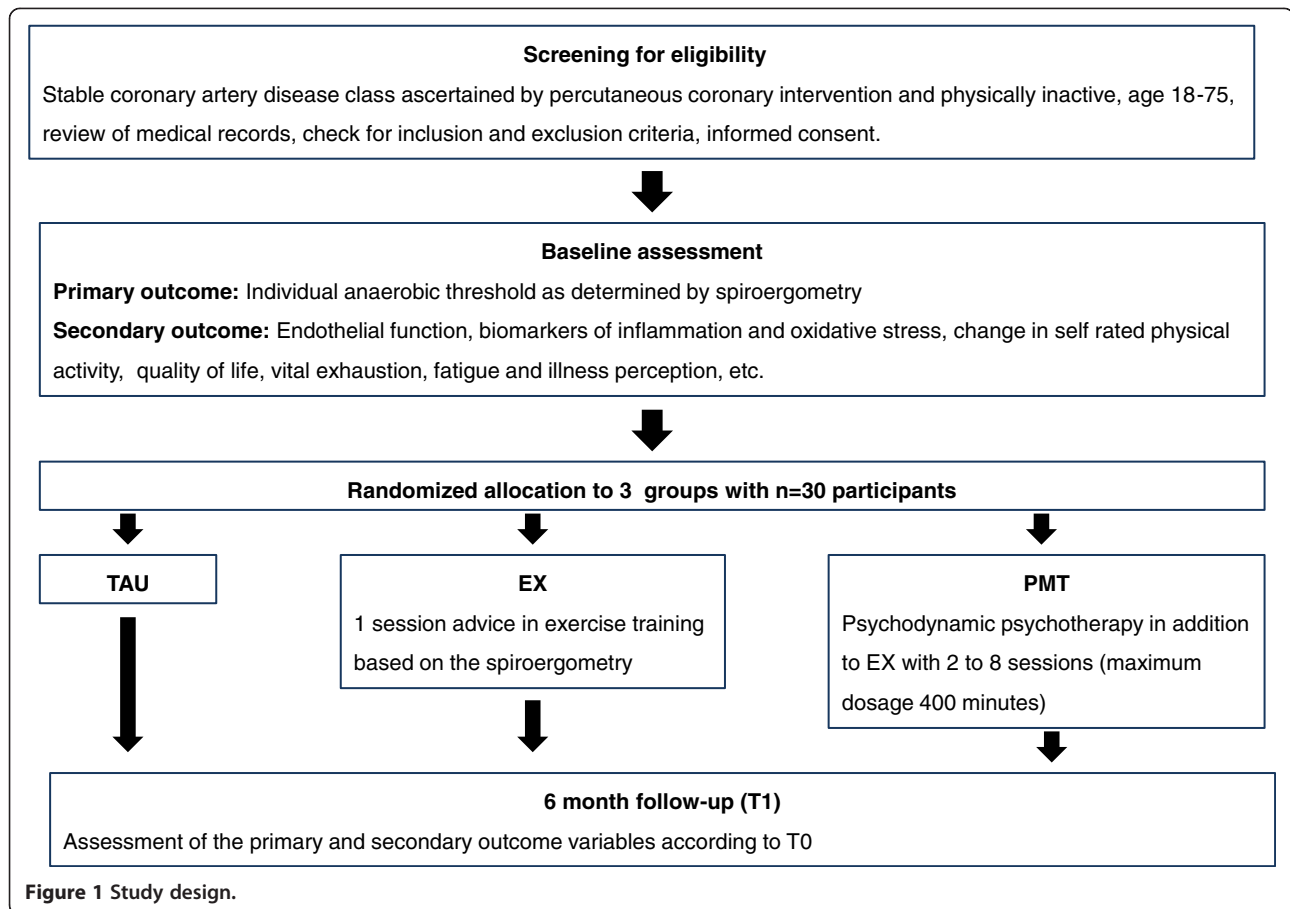 Screening for eligibility
Stable coronary artery disease class ascertained by percutaneous coronary intervention and physically inactive, age 18-75,
review of medical records, check for inclusion and exclusion criteria, informed consent.
Baseline assessment
Primary outcome: Individual anaerobic threshold as determined by spiroergometry
Secondary outcome: Endothelial function, biomarkers of inflammation and oxidative stress, change in self rated physical
activity, quality of life, vital exhaustion, fatigue and illness perception, etc.
Randomized allocation to 3 groups with n=30 participants
TAU
EX
1 session advice in exercise training
based on the spiroergometry
PMT
Psychodynamic psychotherapy in addition
to EX with 2 to 8 sessions (maximum
dosage 400 minutes)
6 month follow-up (T1)
Assessment of the primary and secondary outcome variables according to T0
Figure 1 Study design.